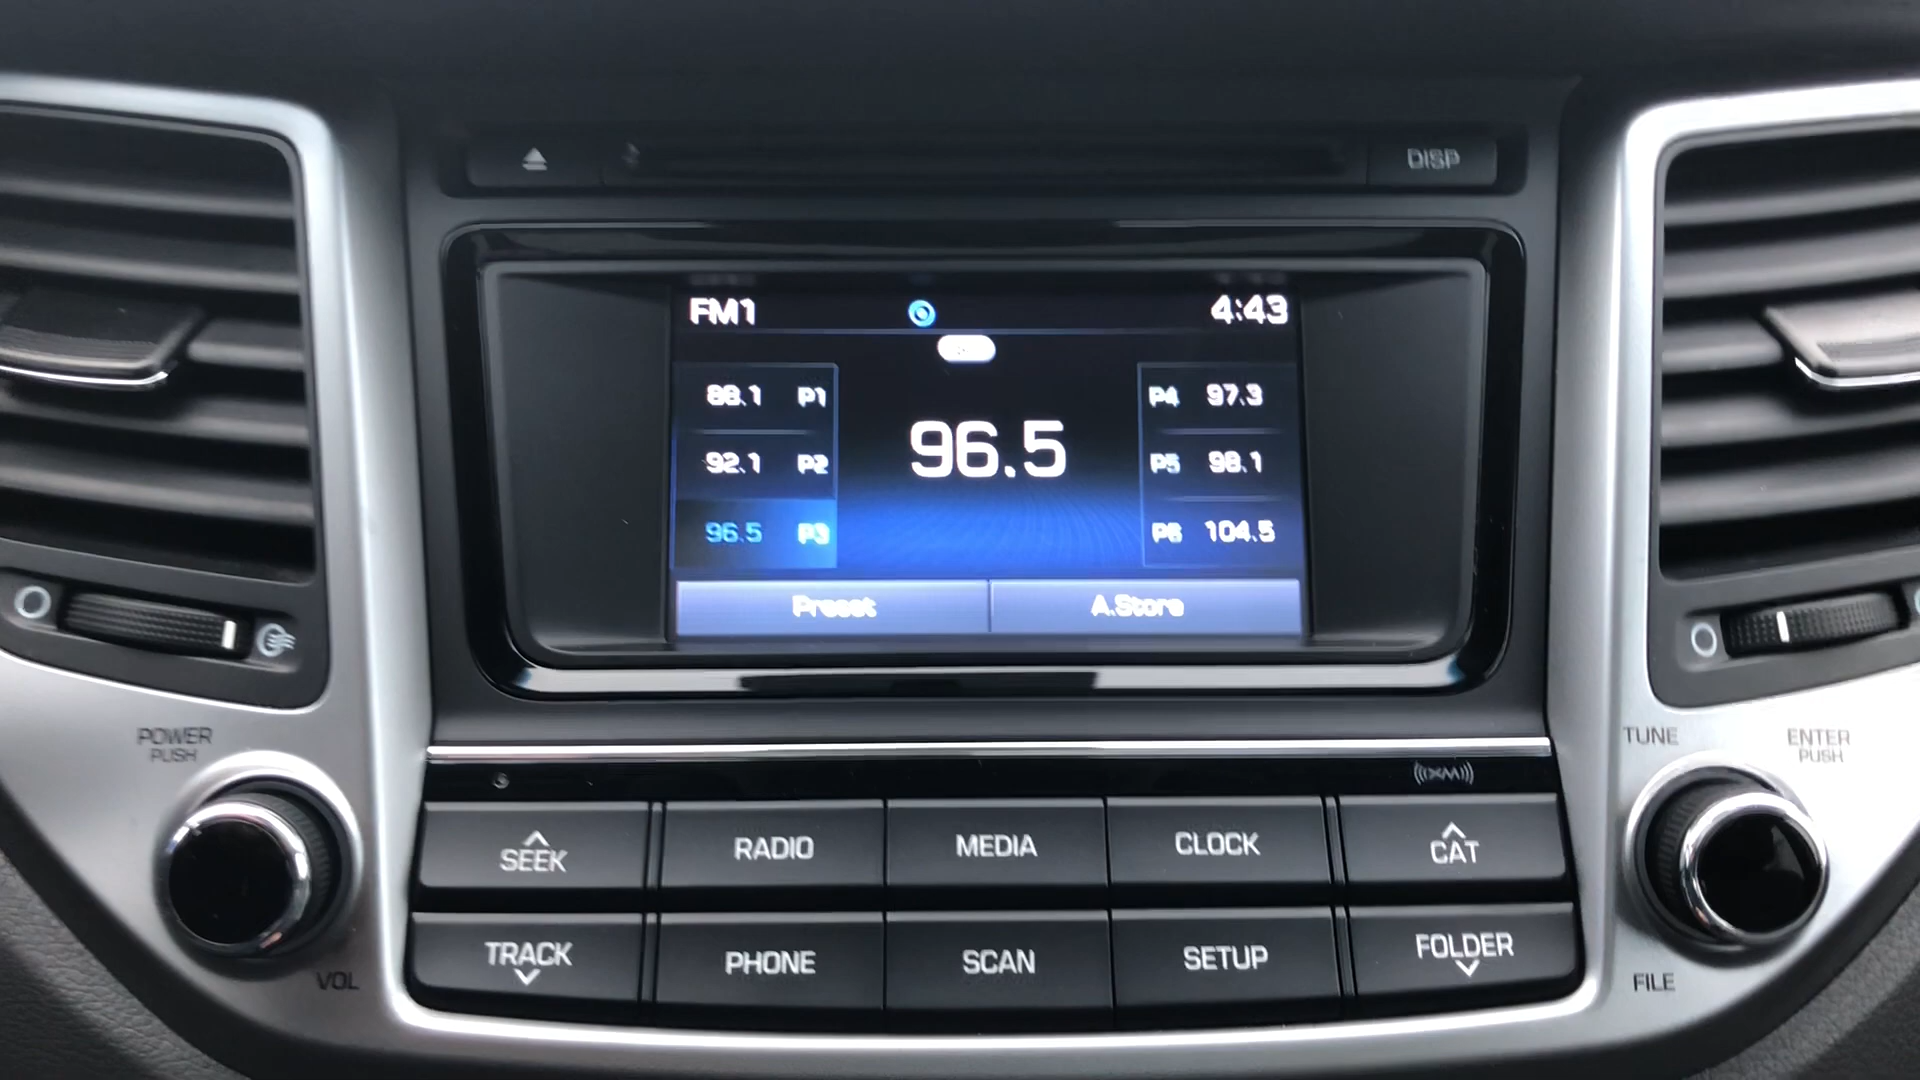 DISP
FM1 4:43
88.1 P1
92.1 P2
96.5 P3
96.5
P4 97.3
P5 98.1
P6 104.5
Preset A.Store
POWER
PUSH
VOL
TUNE
ENTER
PUSH
FILE
((XM))
SEEK RADIO MEDIA CLOCK CAT
TRACK PHONE SCAN SETUP FOLDER